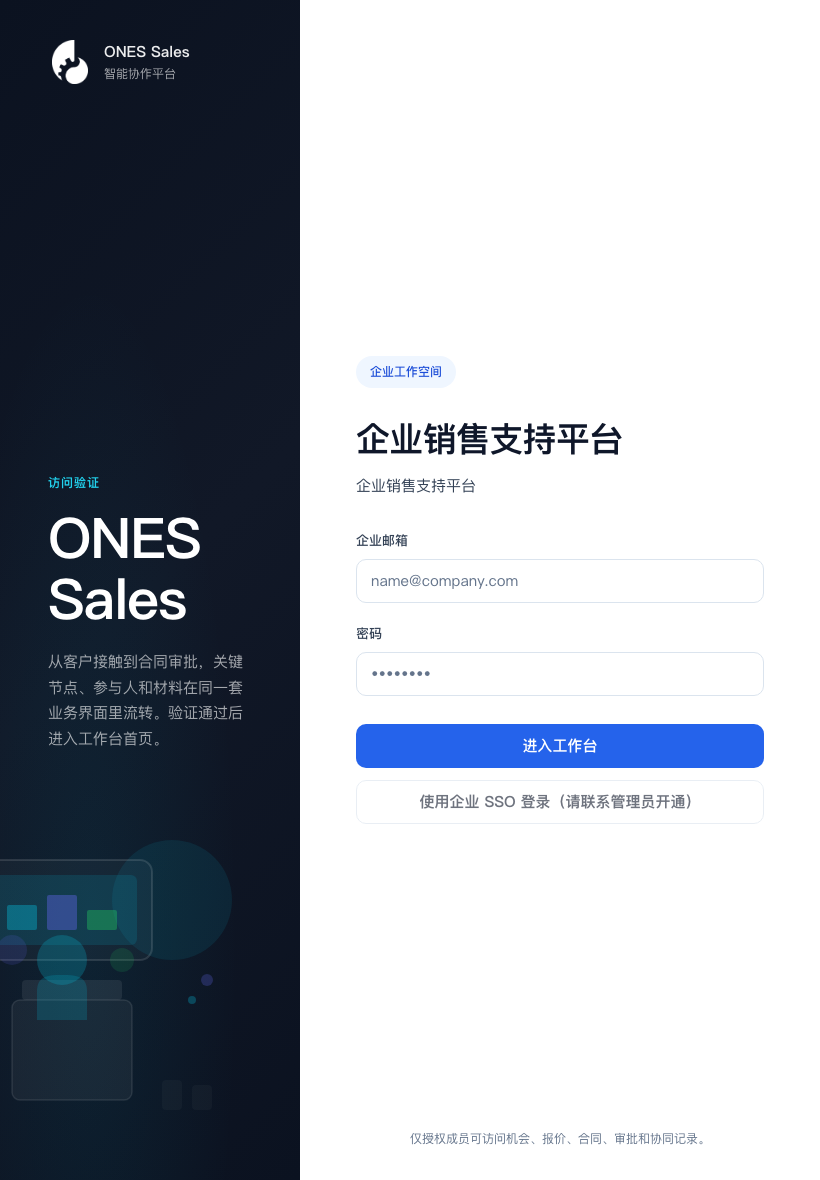 ONES Sales
智能协作平台
访问验证
ONES
Sales
从客户接触到合同审批，关键
节点、参与人和材料在同一套
业务界面里流转。验证通过后
进入工作台首页。
企业工作空间
企业销售支持平台
企业销售支持平台
企业邮箱
name@company.com
密码
••••••••
进入工作台
使用企业 SSO 登录（请联系管理员开通）
仅授权成员可访问机会、报价、合同、审批和协同记录。